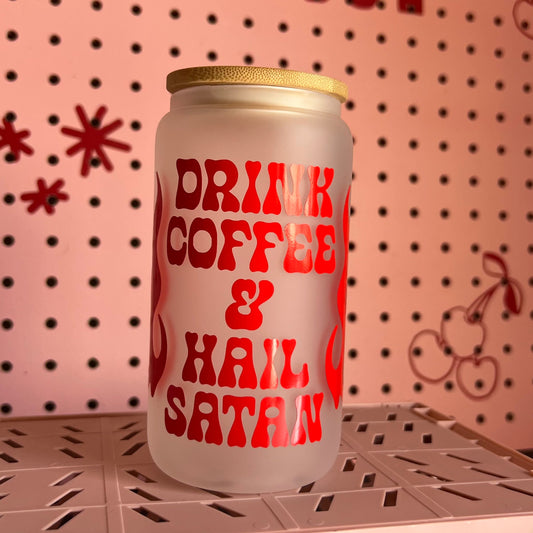 DRINK
COFFEE
&
HAIL
SATAN